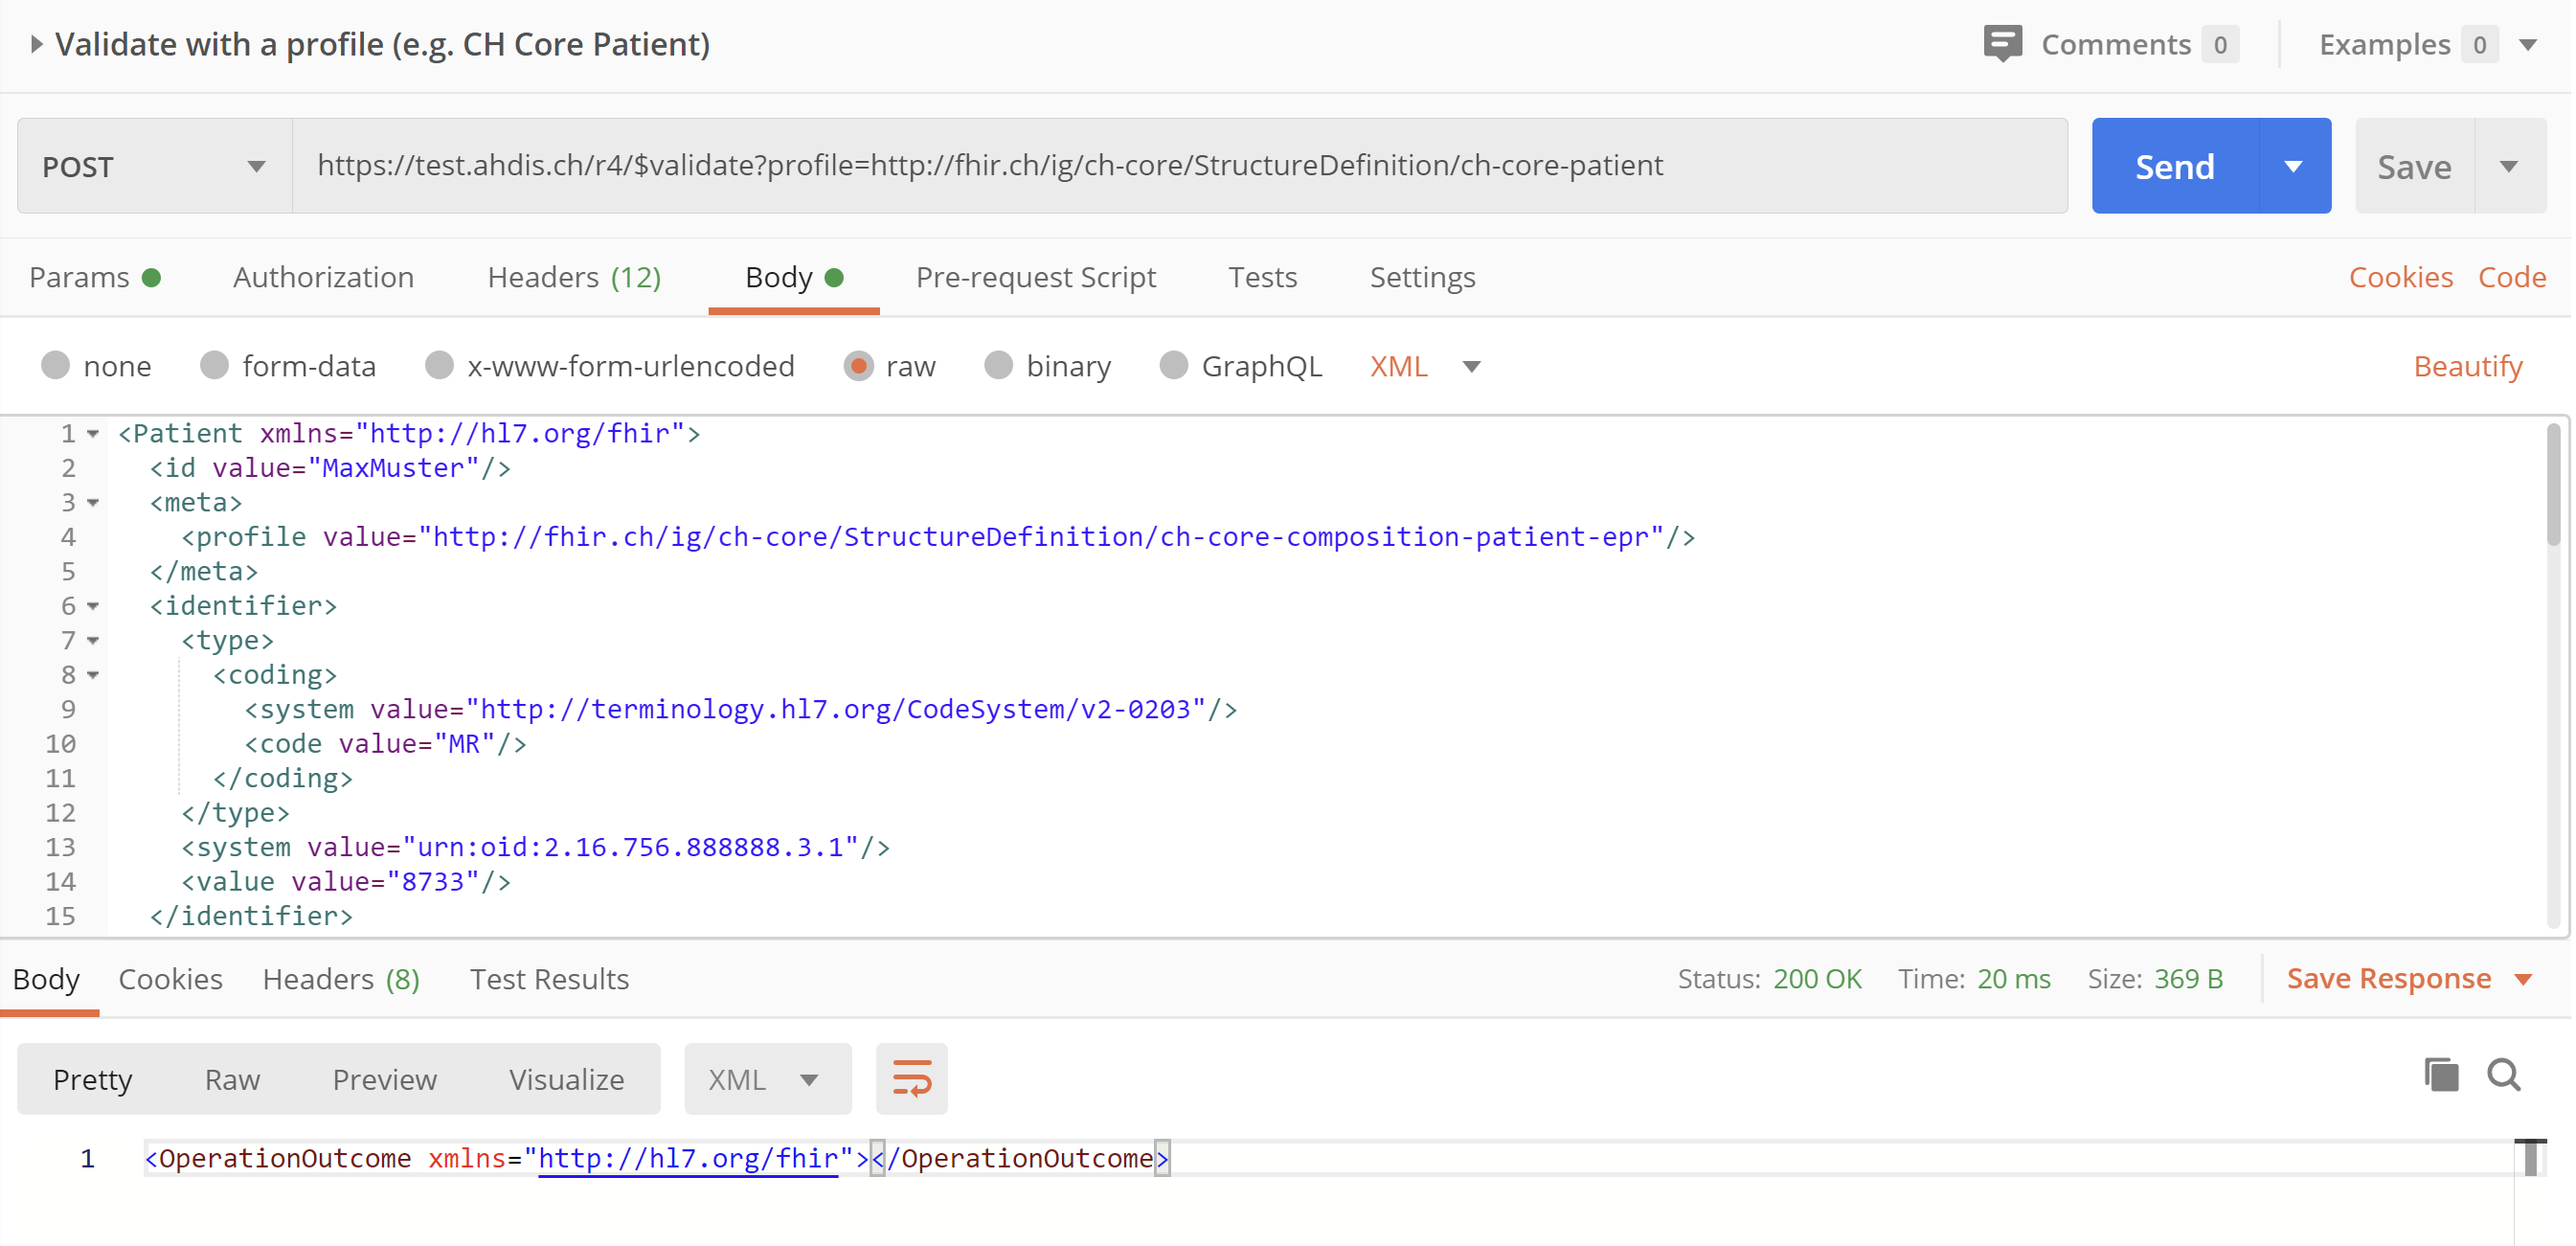 Validate with a profile (e.g. CH Core Patient) Comments 0 Examples 0
POST https://test.ahdis.ch/r4/$validate?profile=http://fhir.ch/ig/ch-core/StructureDefinition/ch-core-patient Send Save
Params Authorization Headers (12) Body Pre-request Script Tests Settings Cookies Code
none form-data x-www-form-urlencoded raw binary GraphQL XML Beautify
1 <Patient xmlns="http://hl7.org/fhir">
2 <id value="MaxMuster"/>
3 <meta>
4 <profile value="http://fhir.ch/ig/ch-core/StructureDefinition/ch-core-composition-patient-epr"/>
5 </meta>
6 <identifier>
7 <type>
8 <coding>
9 <system value="http://terminology.hl7.org/CodeSystem/v2-0203"/>
10 <code value="MR"/>
11 </coding>
12 </type>
13 <system value="urn:oid:2.16.756.888888.3.1"/>
14 <value value="8733"/>
15 </identifier>
Body Cookies Headers (8) Test Results Status: 200 OK Time: 20 ms Size: 369 B Save Response
Pretty Raw Preview Visualize XML
1 <OperationOutcome xmlns="http://hl7.org/fhir"></OperationOutcome>